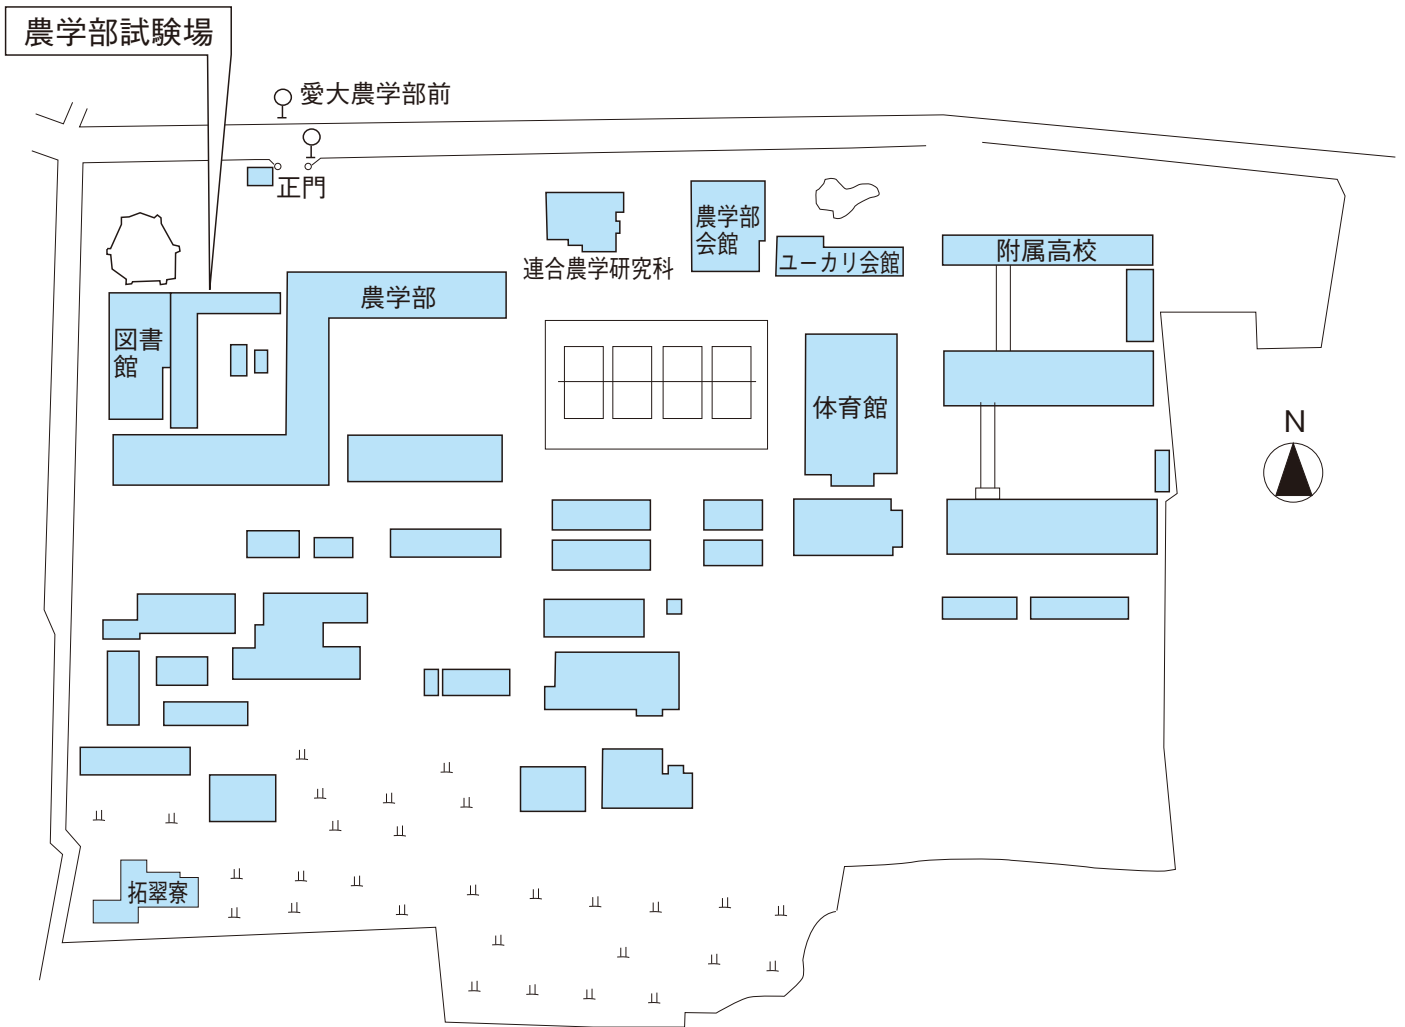 農学部試験場
愛大農学部前
正門
農学部
会館
連合農学研究科
ユーカリ会館
附属高校
農学部
図書
館
体育館
N
拓翠寮